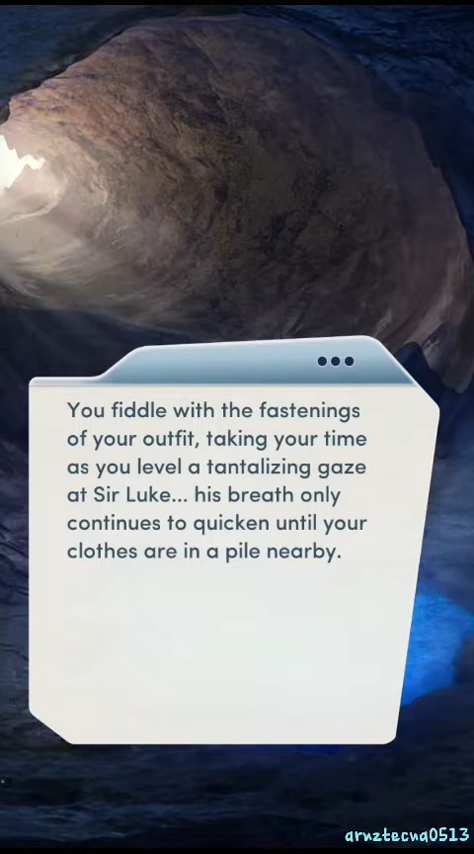 You fiddle with the fastenings
of your outfit, taking your time
as you level a tantalizing gaze
at Sir Luke... his breath only
continues to quicken until your
clothes are in a pile nearby.
arnztecna0513